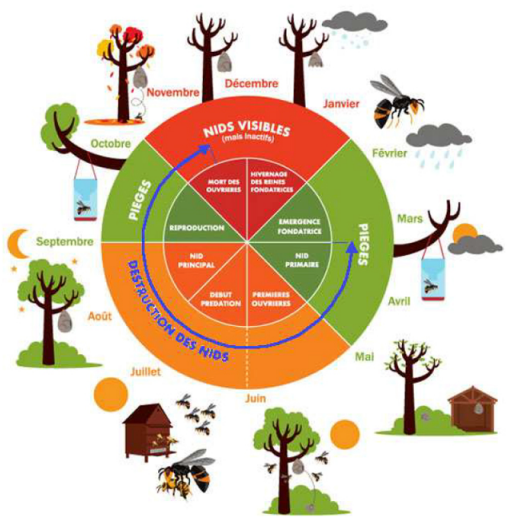 Décembre
Novembre
Janvier
Octobre
Février
Septembre
Mars
Août
Avril
Juillet
Mai
Juin
NIDS VISIBLES
(mais inactifs)
PIEGES
PIEGES
DESTRUCTION DES NIDS
MORT DES
OUVRIERES
HIVERNAGE
DES REINES
FONDATRICES
REPRODUCTION
EMERGENCE
FONDATRICE
NID
PRINCIPAL
NID
PRIMAIRE
DEBUT
PREDATION
PREMIERES
OUVRIERES